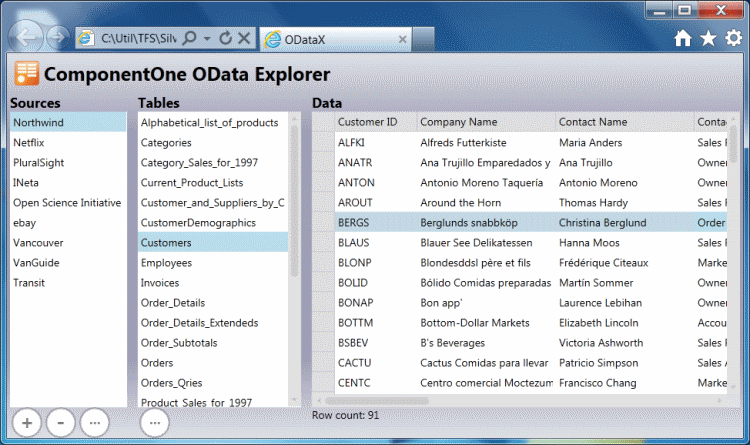 C:\Util\TFS\Silv
ODataX
ComponentOne OData Explorer
Sources
Northwind
Netflix
PluralSight
INeta
Open Science Initiative
ebay
Vancouver
VanGuide
Transit
Tables
Alphabetical_list_of_products
Categories
Category_Sales_for_1997
Current_Product_Lists
Customer_and_Suppliers_by_C
CustomerDemographics
Customers
Employees
Invoices
Order_Details
Order_Details_Extendeds
Order_Subtotals
Orders
Orders_Qries
Product_Sales_for_1997
Data
Customer ID Company Name Contact Name Conta
ALFKI Alfreds Futterkiste Maria Anders Sales R
ANATR Ana Trujillo Emparedados y Ana Trujillo Owner
ANTON Antonio Moreno Taquería Antonio Moreno Owner
AROUT Around the Horn Thomas Hardy Sales R
BERGS Berglunds snabbköp Christina Berglund Order
BLAUS Blauer See Delikatessen Hanna Moos Sales R
BLONP Blondesddsl père et fils Frédérique Citeaux Marke
BOLID Bólido Comidas preparadas Martín Sommer Owner
BONAP Bon app' Laurence Lebihan Owner
BOTTM Bottom-Dollar Markets Elizabeth Lincoln Accou
BSBEV B's Beverages Victoria Ashworth Sales R
CACTU Cactus Comidas para llevar Patricio Simpson Sales A
CENTC Centro comercial Moctezum Francisco Chang Marke
Row count: 91